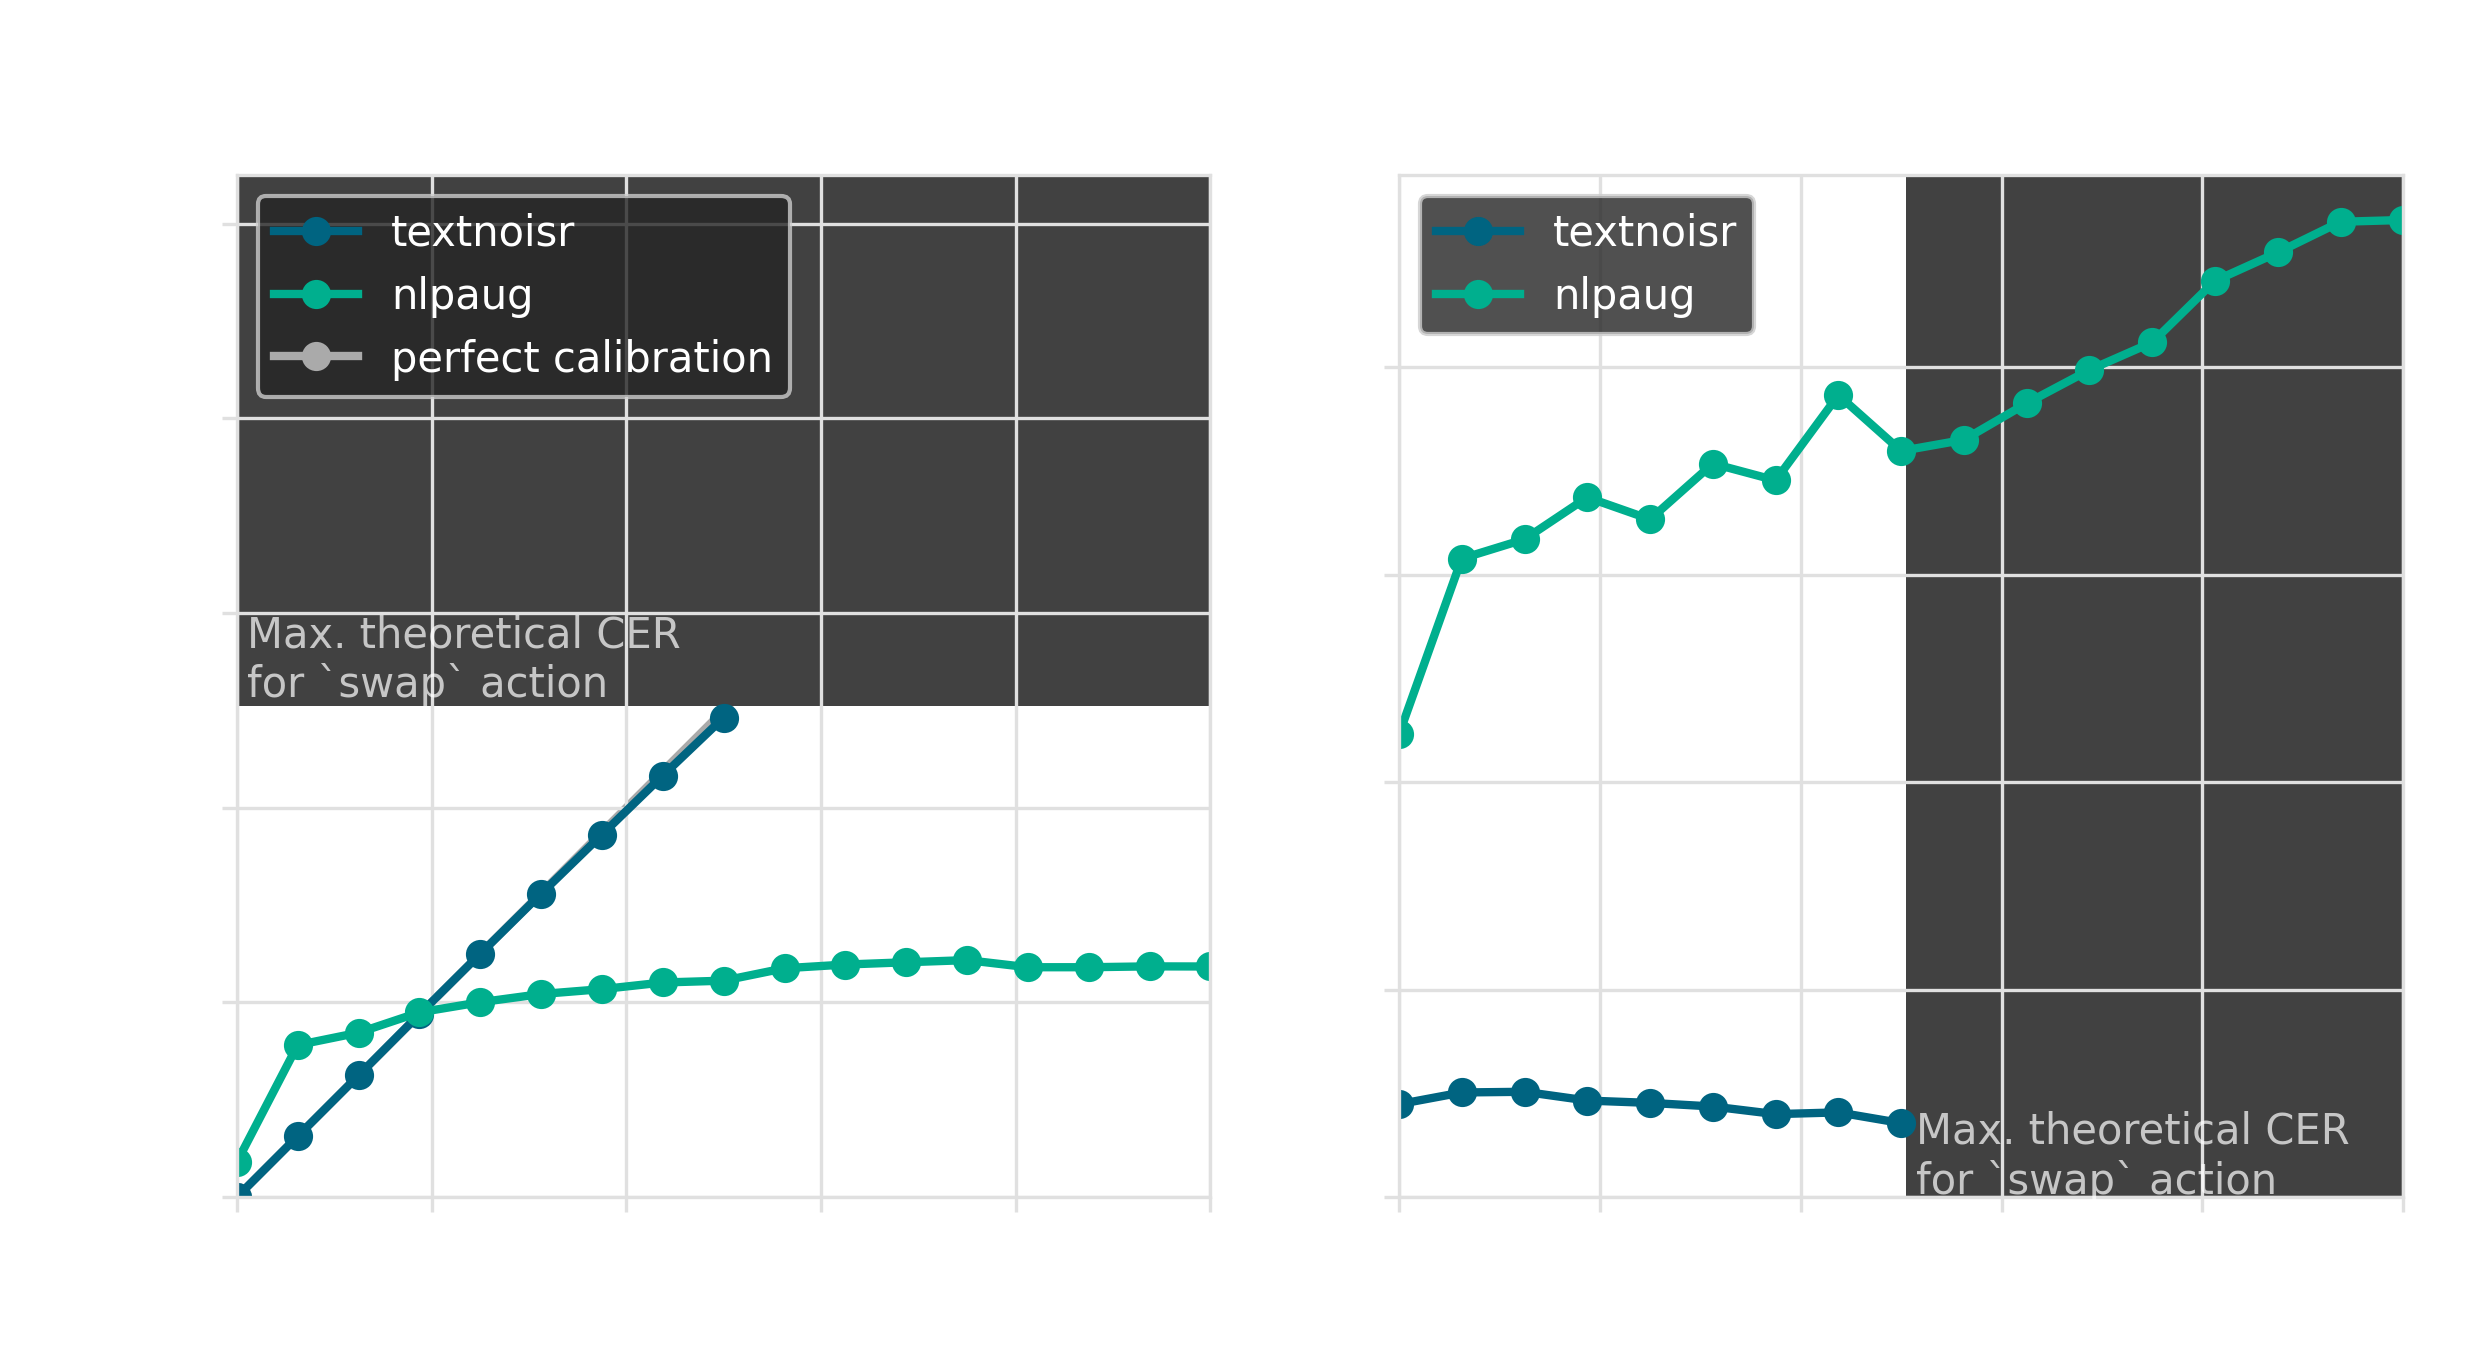 textnoisr
nlpaug
perfect calibration
Max. theoretical CER
for `swap` action
textnoisr
nlpaug
Max. theoretical CER
for `swap` action